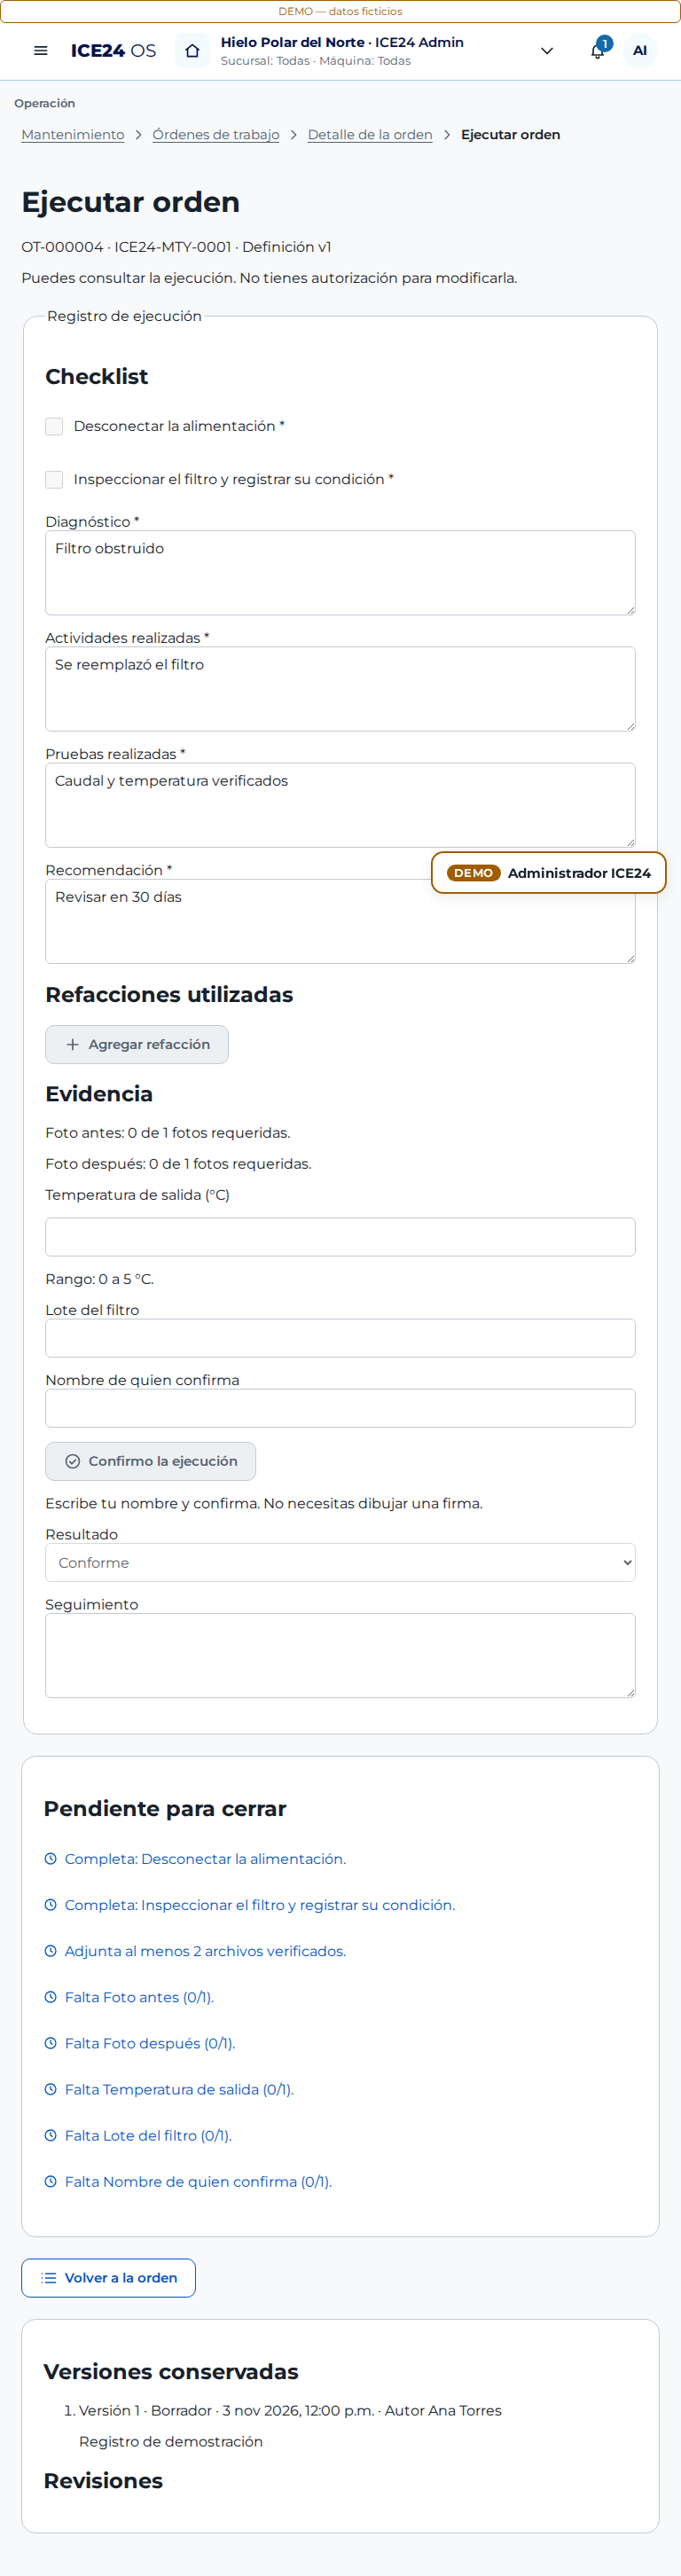 DEMO — datos ficticios
ICE24 OS
Hielo Polar del Norte · ICE24 Admin
Sucursal: Todas · Máquina: Todas
1
AI
Operación
Mantenimiento > Órdenes de trabajo > Detalle de la orden > Ejecutar orden
Ejecutar orden
OT-000004 · ICE24-MTY-0001 · Definición v1
Puedes consultar la ejecución. No tienes autorización para modificarla.
Registro de ejecución
Checklist
Desconectar la alimentación *
Inspeccionar el filtro y registrar su condición *
Diagnóstico *
Filtro obstruido
Actividades realizadas *
Se reemplazó el filtro
Pruebas realizadas *
Caudal y temperatura verificados
Recomendación *
DEMO Administrador ICE24
Revisar en 30 días
Refacciones utilizadas
Agregar refacción
Evidencia
Foto antes: 0 de 1 fotos requeridas.
Foto después: 0 de 1 fotos requeridas.
Temperatura de salida (°C)
Rango: 0 a 5 °C.
Lote del filtro
Nombre de quien confirma
Confirmo la ejecución
Escribe tu nombre y confirma. No necesitas dibujar una firma.
Resultado
Conforme
Seguimiento
Pendiente para cerrar
Completa: Desconectar la alimentación.
Completa: Inspeccionar el filtro y registrar su condición.
Adjunta al menos 2 archivos verificados.
Falta Foto antes (0/1).
Falta Foto después (0/1).
Falta Temperatura de salida (0/1).
Falta Lote del filtro (0/1).
Falta Nombre de quien confirma (0/1).
Volver a la orden
Versiones conservadas
1. Versión 1 · Borrador · 3 nov 2026, 12:00 p.m. · Autor Ana Torres
Registro de demostración
Revisiones